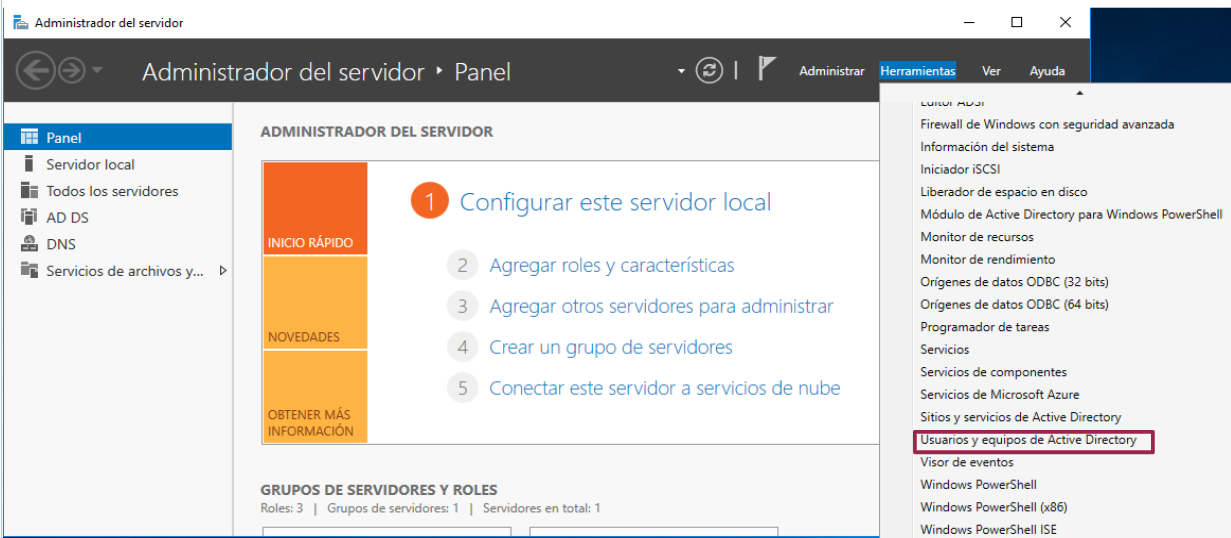 Administrador del servidor
Administrador del servidor ‣ Panel
Administrar Herramientas Ver Ayuda
Panel
Servidor local
Todos los servidores
AD DS
DNS
Servicios de archivos y...
ADMINISTRADOR DEL SERVIDOR
INICIO RÁPIDO
NOVEDADES
OBTENER MÁS
INFORMACIÓN
1 Configurar este servidor local
2 Agregar roles y características
3 Agregar otros servidores para administrar
4 Crear un grupo de servidores
5 Conectar este servidor a servicios de nube
GRUPOS DE SERVIDORES Y ROLES
Roles: 3 | Grupos de servidores: 1 | Servidores en total: 1
Editor ADSI
Firewall de Windows con seguridad avanzada
Información del sistema
Iniciador iSCSI
Liberador de espacio en disco
Módulo de Active Directory para Windows PowerShell
Monitor de recursos
Monitor de rendimiento
Orígenes de datos ODBC (32 bits)
Orígenes de datos ODBC (64 bits)
Programador de tareas
Servicios
Servicios de componentes
Servicios de Microsoft Azure
Sitios y servicios de Active Directory
Usuarios y equipos de Active Directory
Visor de eventos
Windows PowerShell
Windows PowerShell (x86)
Windows PowerShell ISE